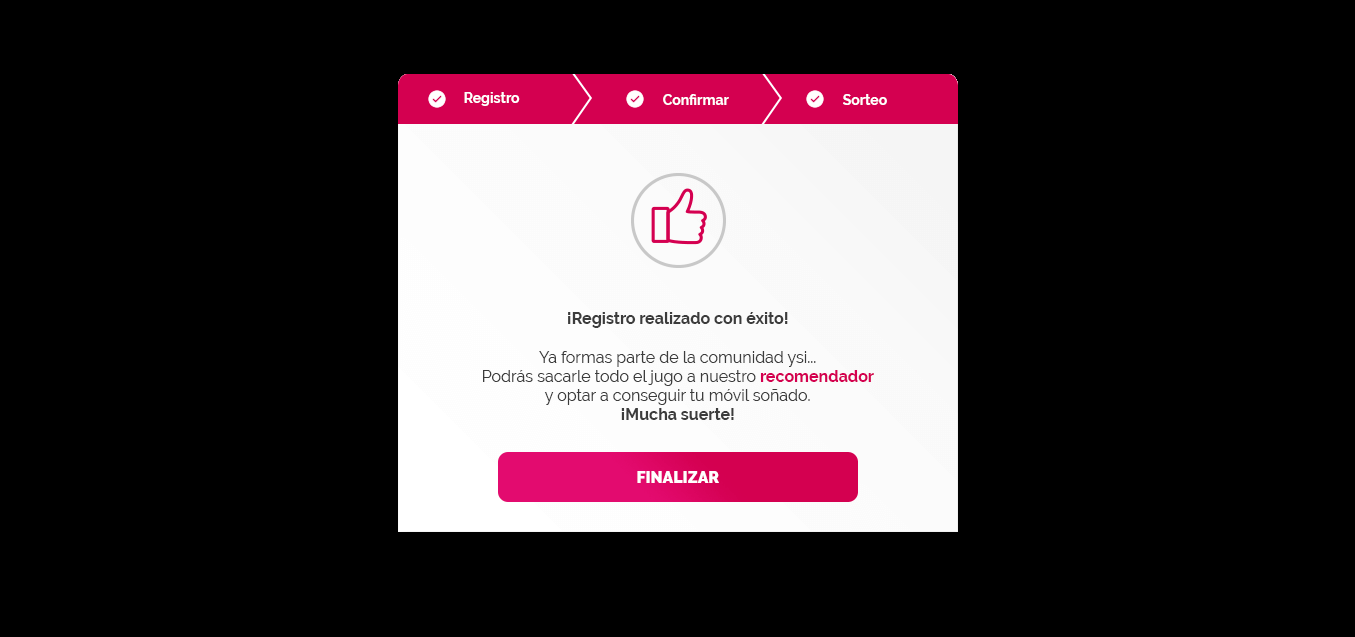 Registro
Confirmar
Sorteo
¡Registro realizado con éxito!
Ya formas parte de la comunidad ysi...
Podrás sacarle todo el jugo a nuestro recomendador
y optar a conseguir tu móvil soñado.
¡Mucha suerte!
FINALIZAR